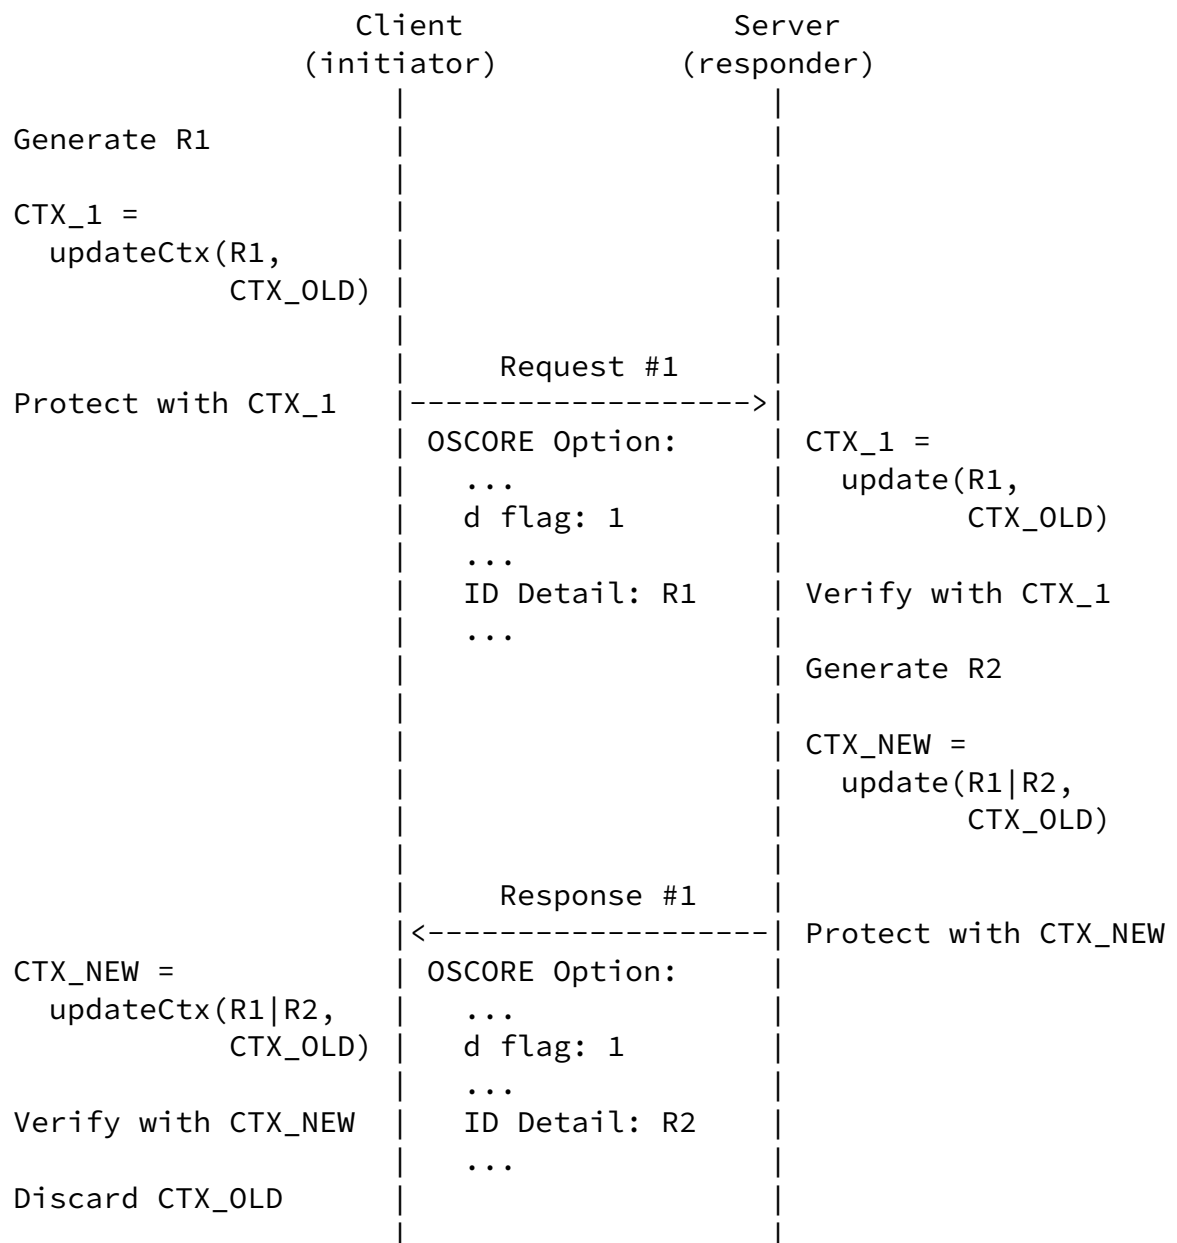 Client Server
(initiator) (responder)
Generate R1
CTX_1 =
updateCtx(R1,
CTX_OLD)
Request #1
Protect with CTX_1 |------------------->|
OSCORE Option: CTX_1 =
... update(R1,
d flag: 1 CTX_OLD)
...
ID Detail: R1 Verify with CTX_1
...
Generate R2
CTX_NEW =
update(R1|R2,
CTX_OLD)
Response #1
|<-------------------| Protect with CTX_NEW
CTX_NEW = OSCORE Option:
updateCtx(R1|R2, ...
CTX_OLD) d flag: 1
...
Verify with CTX_NEW ID Detail: R2
...
Discard CTX_OLD